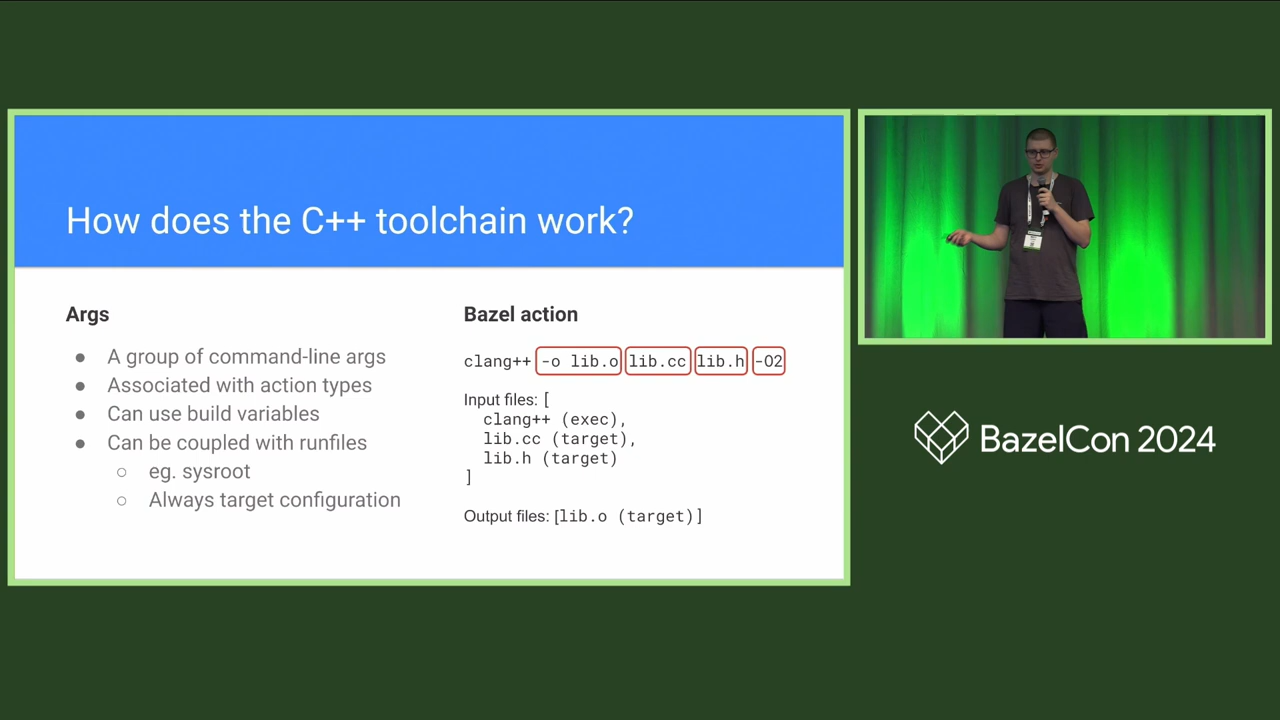 How does the C++ toolchain work?
Args
● A group of command-line args
● Associated with action types
● Can use build variables
● Can be coupled with runfiles
○ eg. sysroot
○ Always target configuration
Bazel action
clang++ -o lib.o lib.cc lib.h -O2
Input files: [
clang++ (exec),
lib.cc (target),
lib.h (target)
]
Output files: [lib.o (target)]
BazelCon 2024